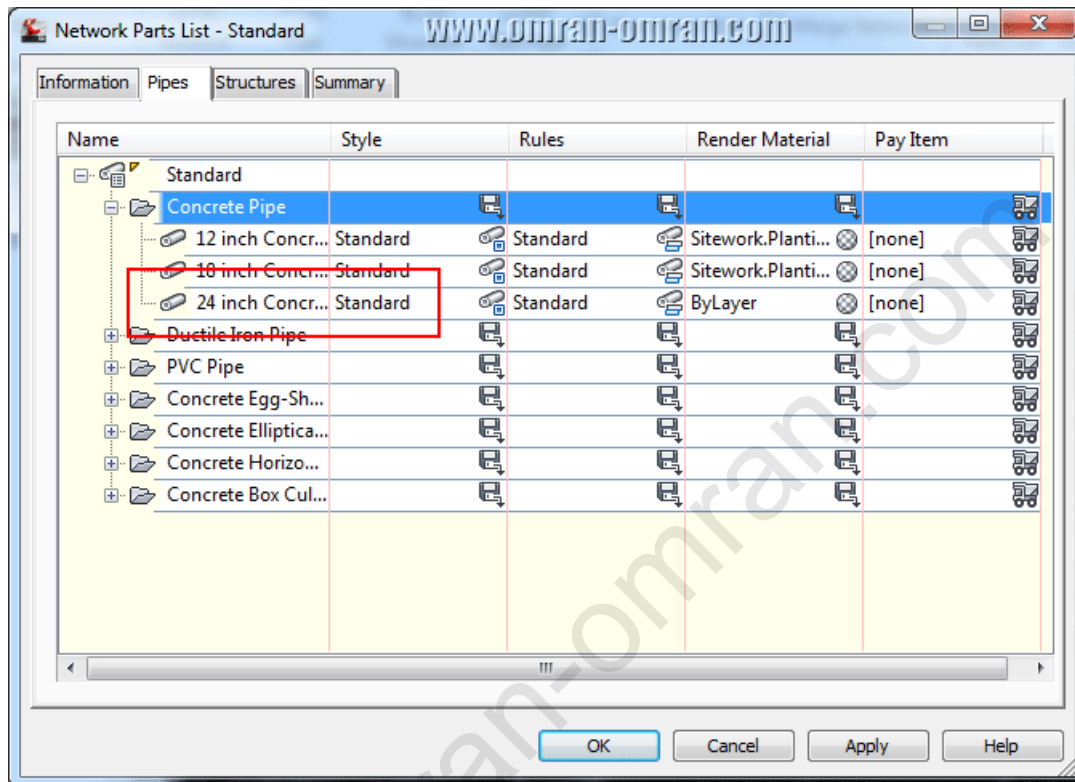 Network Parts List - Standard
www.omran-omran.com
Information Pipes Structures Summary
Name Style Rules Render Material Pay Item
Standard
Concrete Pipe
12 inch Concr... Standard Standard Sitework.Planti... [none]
18 inch Concr... Standard Standard Sitework.Planti... [none]
24 inch Concr... Standard Standard ByLayer [none]
Ductile Iron Pipe
PVC Pipe
Concrete Egg-Sh...
Concrete Elliptica...
Concrete Horizo...
Concrete Box Cul...
OK Cancel Apply Help
ran-omran.com